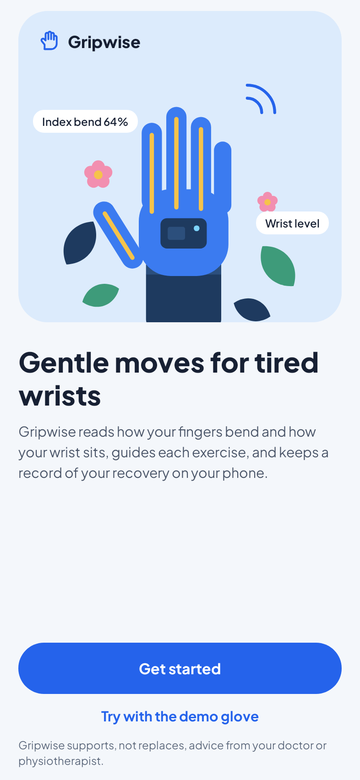 Gripwise
Index bend 64%
Wrist level
Gentle moves for tired
wrists
Gripwise reads how your fingers bend and how
your wrist sits, guides each exercise, and keeps a
record of your recovery on your phone.
Get started
Try with the demo glove
Gripwise supports, not replaces, advice from your doctor or
physiotherapist.